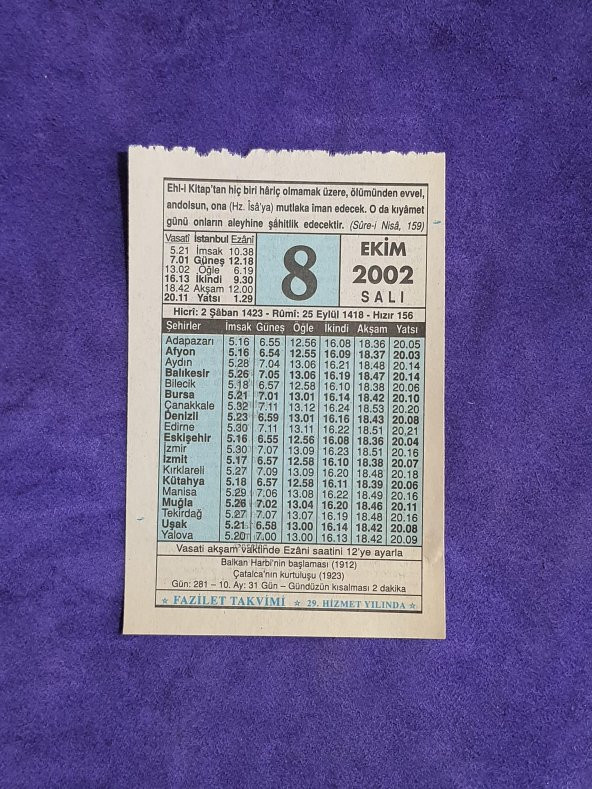 Ehl-i Kitap'tan hiç biri hâriç olmamak üzere, ölümünden evvel,
andolsun, ona (Hz. Îsâ'ya) mutlaka îman edecek. O da kıyâmet
günü onların aleyhine şâhitlik edecektir. (Sûre-i Nisâ, 159)
Vasatî İstanbul Ezânî
5.21 İmsak 10.38
7.01 Güneş 12.18
13.02 Öğle 6.19
16.13 İkindi 9.30
18.42 Akşam 12.00
20.11 Yatsı 1.29
8
EKİM
2002
SALI
Hicrî: 2 Şâban 1423 - Rûmî: 25 Eylül 1418 - Hızır 156
Şehirler İmsak Güneş Öğle İkindi Akşam Yatsı
Adapazarı 5.16 6.55 12.56 16.08 18.36 20.05
Afyon 5.16 6.54 12.55 16.09 18.37 20.03
Aydın 5.28 7.04 13.06 16.21 18.48 20.14
Balıkesir 5.26 7.05 13.06 16.19 18.47 20.14
Bilecik 5.18 6.57 12.58 16.10 18.38 20.06
Bursa 5.21 7.01 13.01 16.14 18.42 20.10
Çanakkale 5.32 7.11 13.12 16.24 18.53 20.20
Denizli 5.23 6.59 13.01 16.16 18.43 20.08
Edirne 5.30 7.11 13.11 16.22 18.51 20.21
Eskişehir 5.16 6.55 12.56 16.08 18.36 20.04
İzmir 5.30 7.07 13.09 16.23 18.51 20.16
İzmit 5.17 6.57 12.58 16.10 18.38 20.07
Kırklareli 5.27 7.09 13.09 16.20 18.48 20.18
Kütahya 5.18 6.57 12.58 16.11 18.39 20.06
Manisa 5.29 7.06 13.08 16.22 18.49 20.16
Muğla 5.26 7.02 13.04 16.20 18.46 20.11
Tekirdağ 5.27 7.07 13.07 16.19 18.48 20.16
Uşak 5.21 6.58 13.00 16.14 18.42 20.08
Yalova 5.20 7.00 13.00 16.13 18.42 20.09
Vasati akşam vaktinde Ezâni saatini 12'ye ayarla
Balkan Harbi'nin başlaması (1912)
Çatalca'nın kurtuluşu (1923)
Gün: 281 – 10. Ay: 31 Gün – Gündüzün kısalması 2 dakika
★ FAZİLET TAKVİMİ ★ 29. HİZMET YILINDA ★